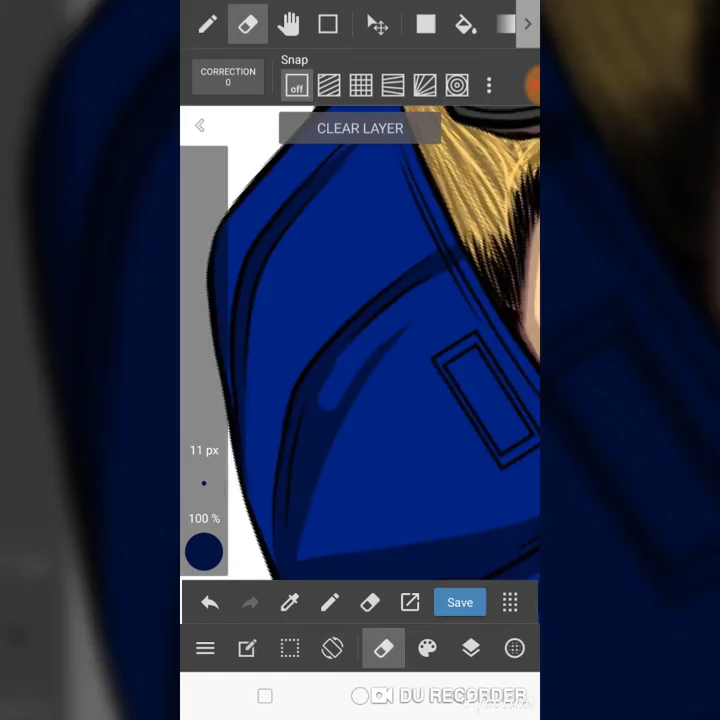 Snap
CORRECTION
0
off
CLEAR LAYER
11 px
100 %
Save
DU RECORDER